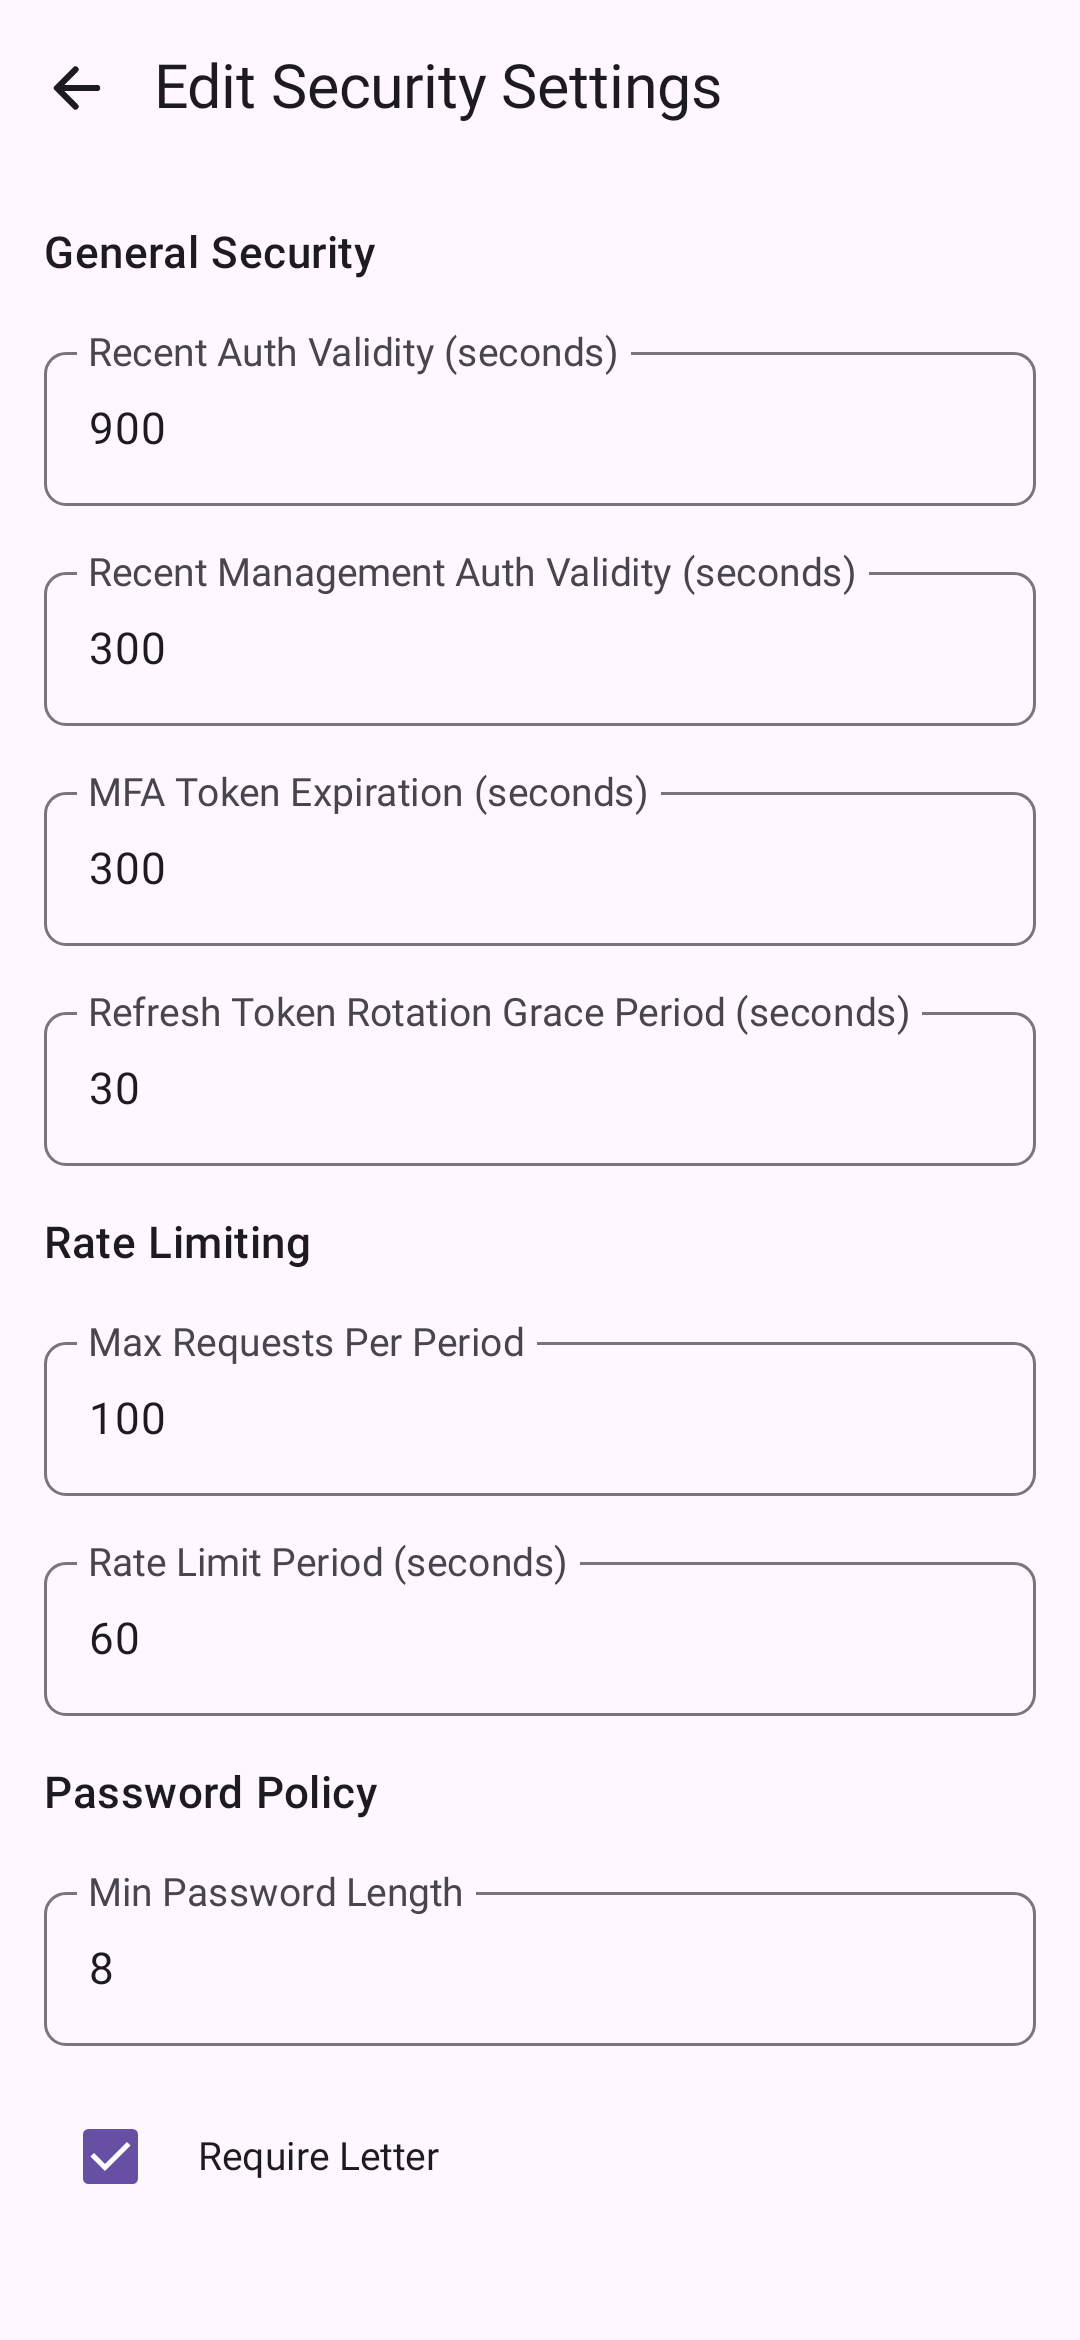 Edit Security Settings
General Security
Recent Auth Validity (seconds)
900
Recent Management Auth Validity (seconds)
300
MFA Token Expiration (seconds)
300
Refresh Token Rotation Grace Period (seconds)
30
Rate Limiting
Max Requests Per Period
100
Rate Limit Period (seconds)
60
Password Policy
Min Password Length
8
Require Letter